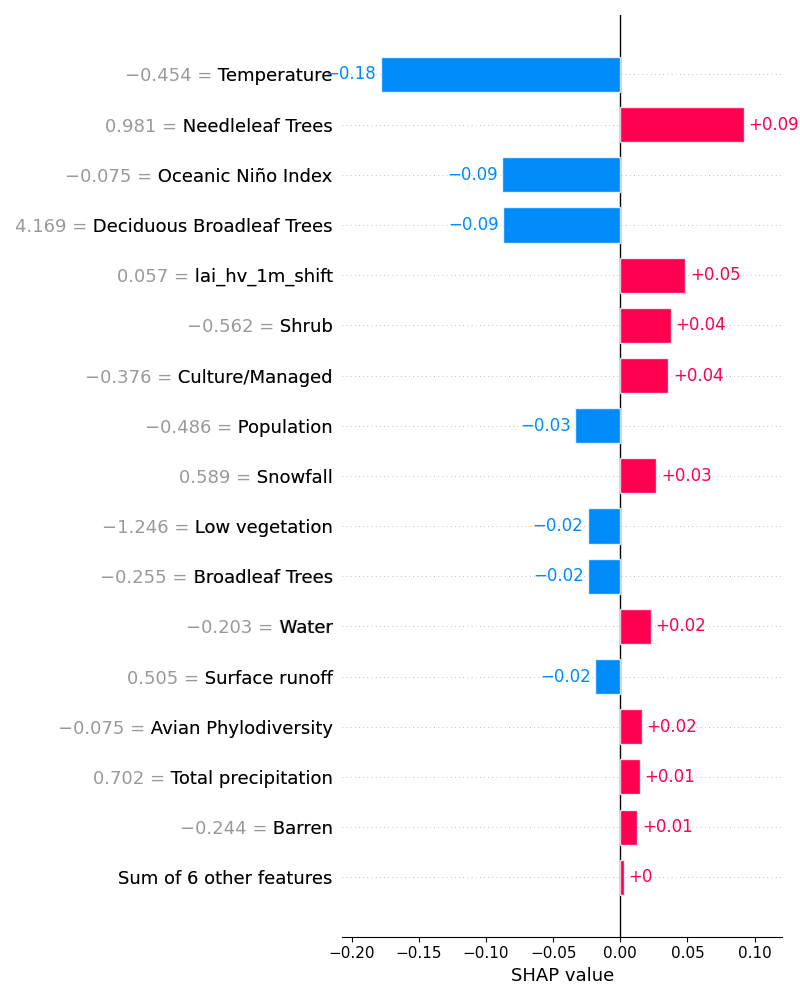 −0.454 = Temperature −0.18
0.981 = Needleleaf Trees +0.09
−0.075 = Oceanic Niño Index −0.09
4.169 = Deciduous Broadleaf Trees −0.09
0.057 = lai_hv_1m_shift +0.05
−0.562 = Shrub +0.04
−0.376 = Culture/Managed +0.04
−0.486 = Population −0.03
0.589 = Snowfall +0.03
−1.246 = Low vegetation −0.02
−0.255 = Broadleaf Trees −0.02
−0.203 = Water +0.02
0.505 = Surface runoff −0.02
−0.075 = Avian Phylodiversity +0.02
0.702 = Total precipitation +0.01
−0.244 = Barren +0.01
Sum of 6 other features +0
−0.20 −0.15 −0.10 −0.05 0.00 0.05 0.10
SHAP value